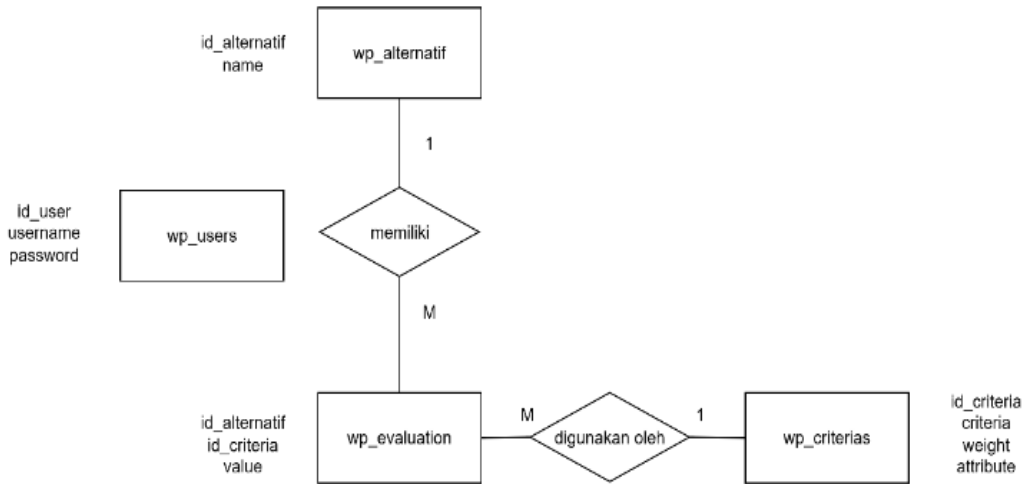 id_alternatif
name
wp_alternatif
1
id_user
username
password
wp_users
memiliki
M
id_alternatif
id_criteria
value
wp_evaluation
M
digunakan oleh
1
wp_criterias
id_criteria
criteria
weight
attribute